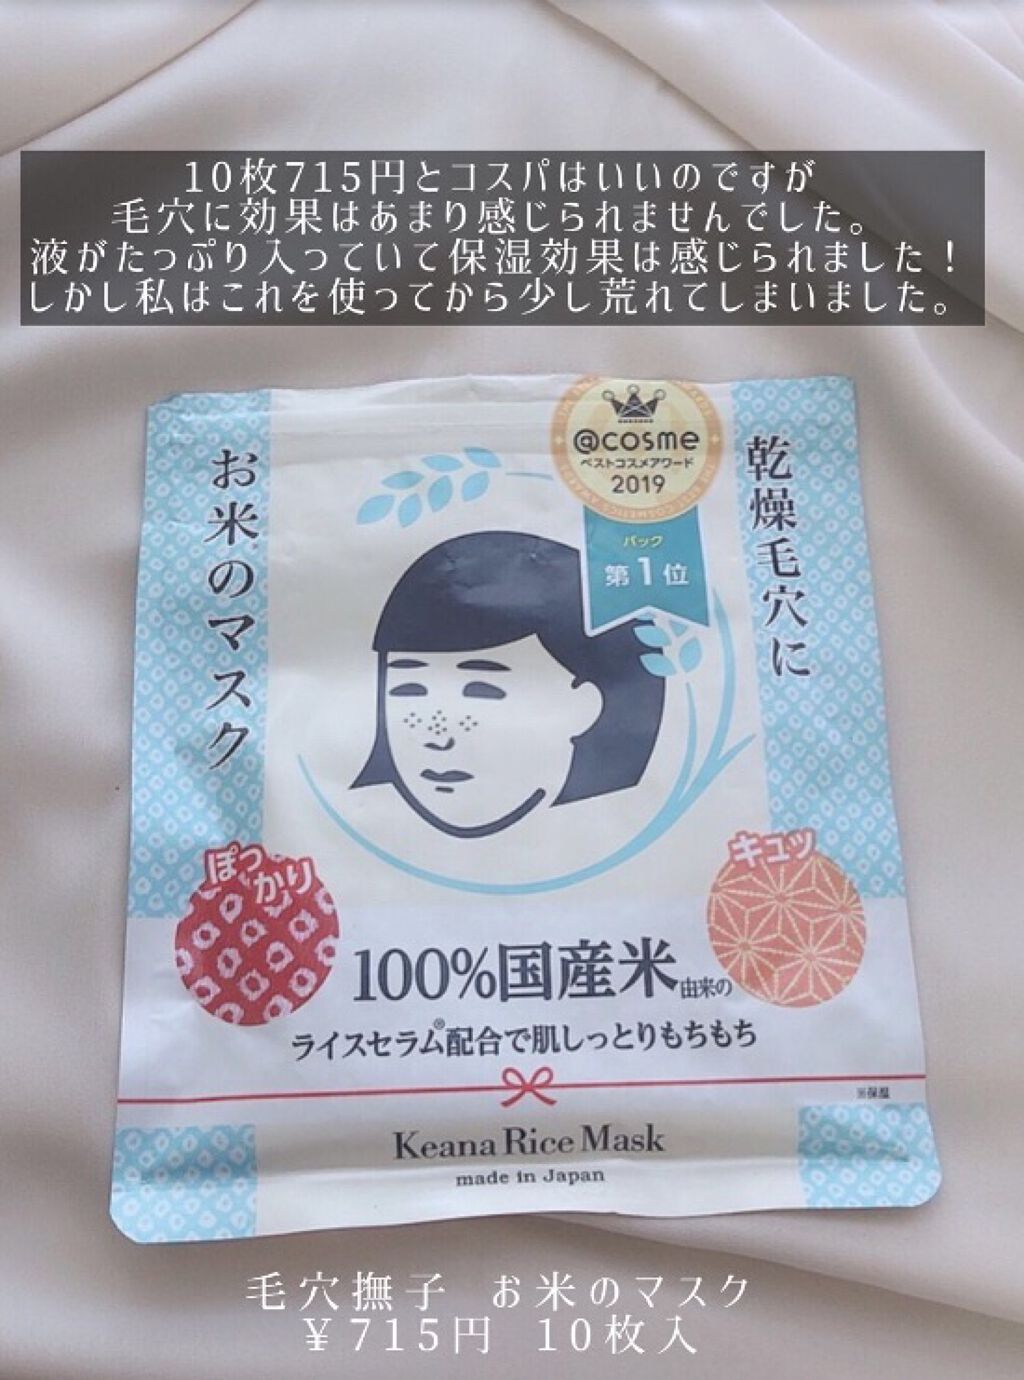 10枚715円とコスパはいいのですが
毛穴に効果はあまり感じられませんでした。
液がたっぷり入っていて保湿効果は感じられました！
しかし私はこれを使ってから少し荒れてしまいました。
@cosme
ベストコスメアワード
2019
パック
第1位
乾燥毛穴に
お米のマスク
ぽっかり
キュッ
100%国産米由来の
ライスセラム®配合で肌しっとりもちもち
※保湿
Keana Rice Mask
made in Japan
毛穴撫子 お米のマスク
￥715円 10枚入